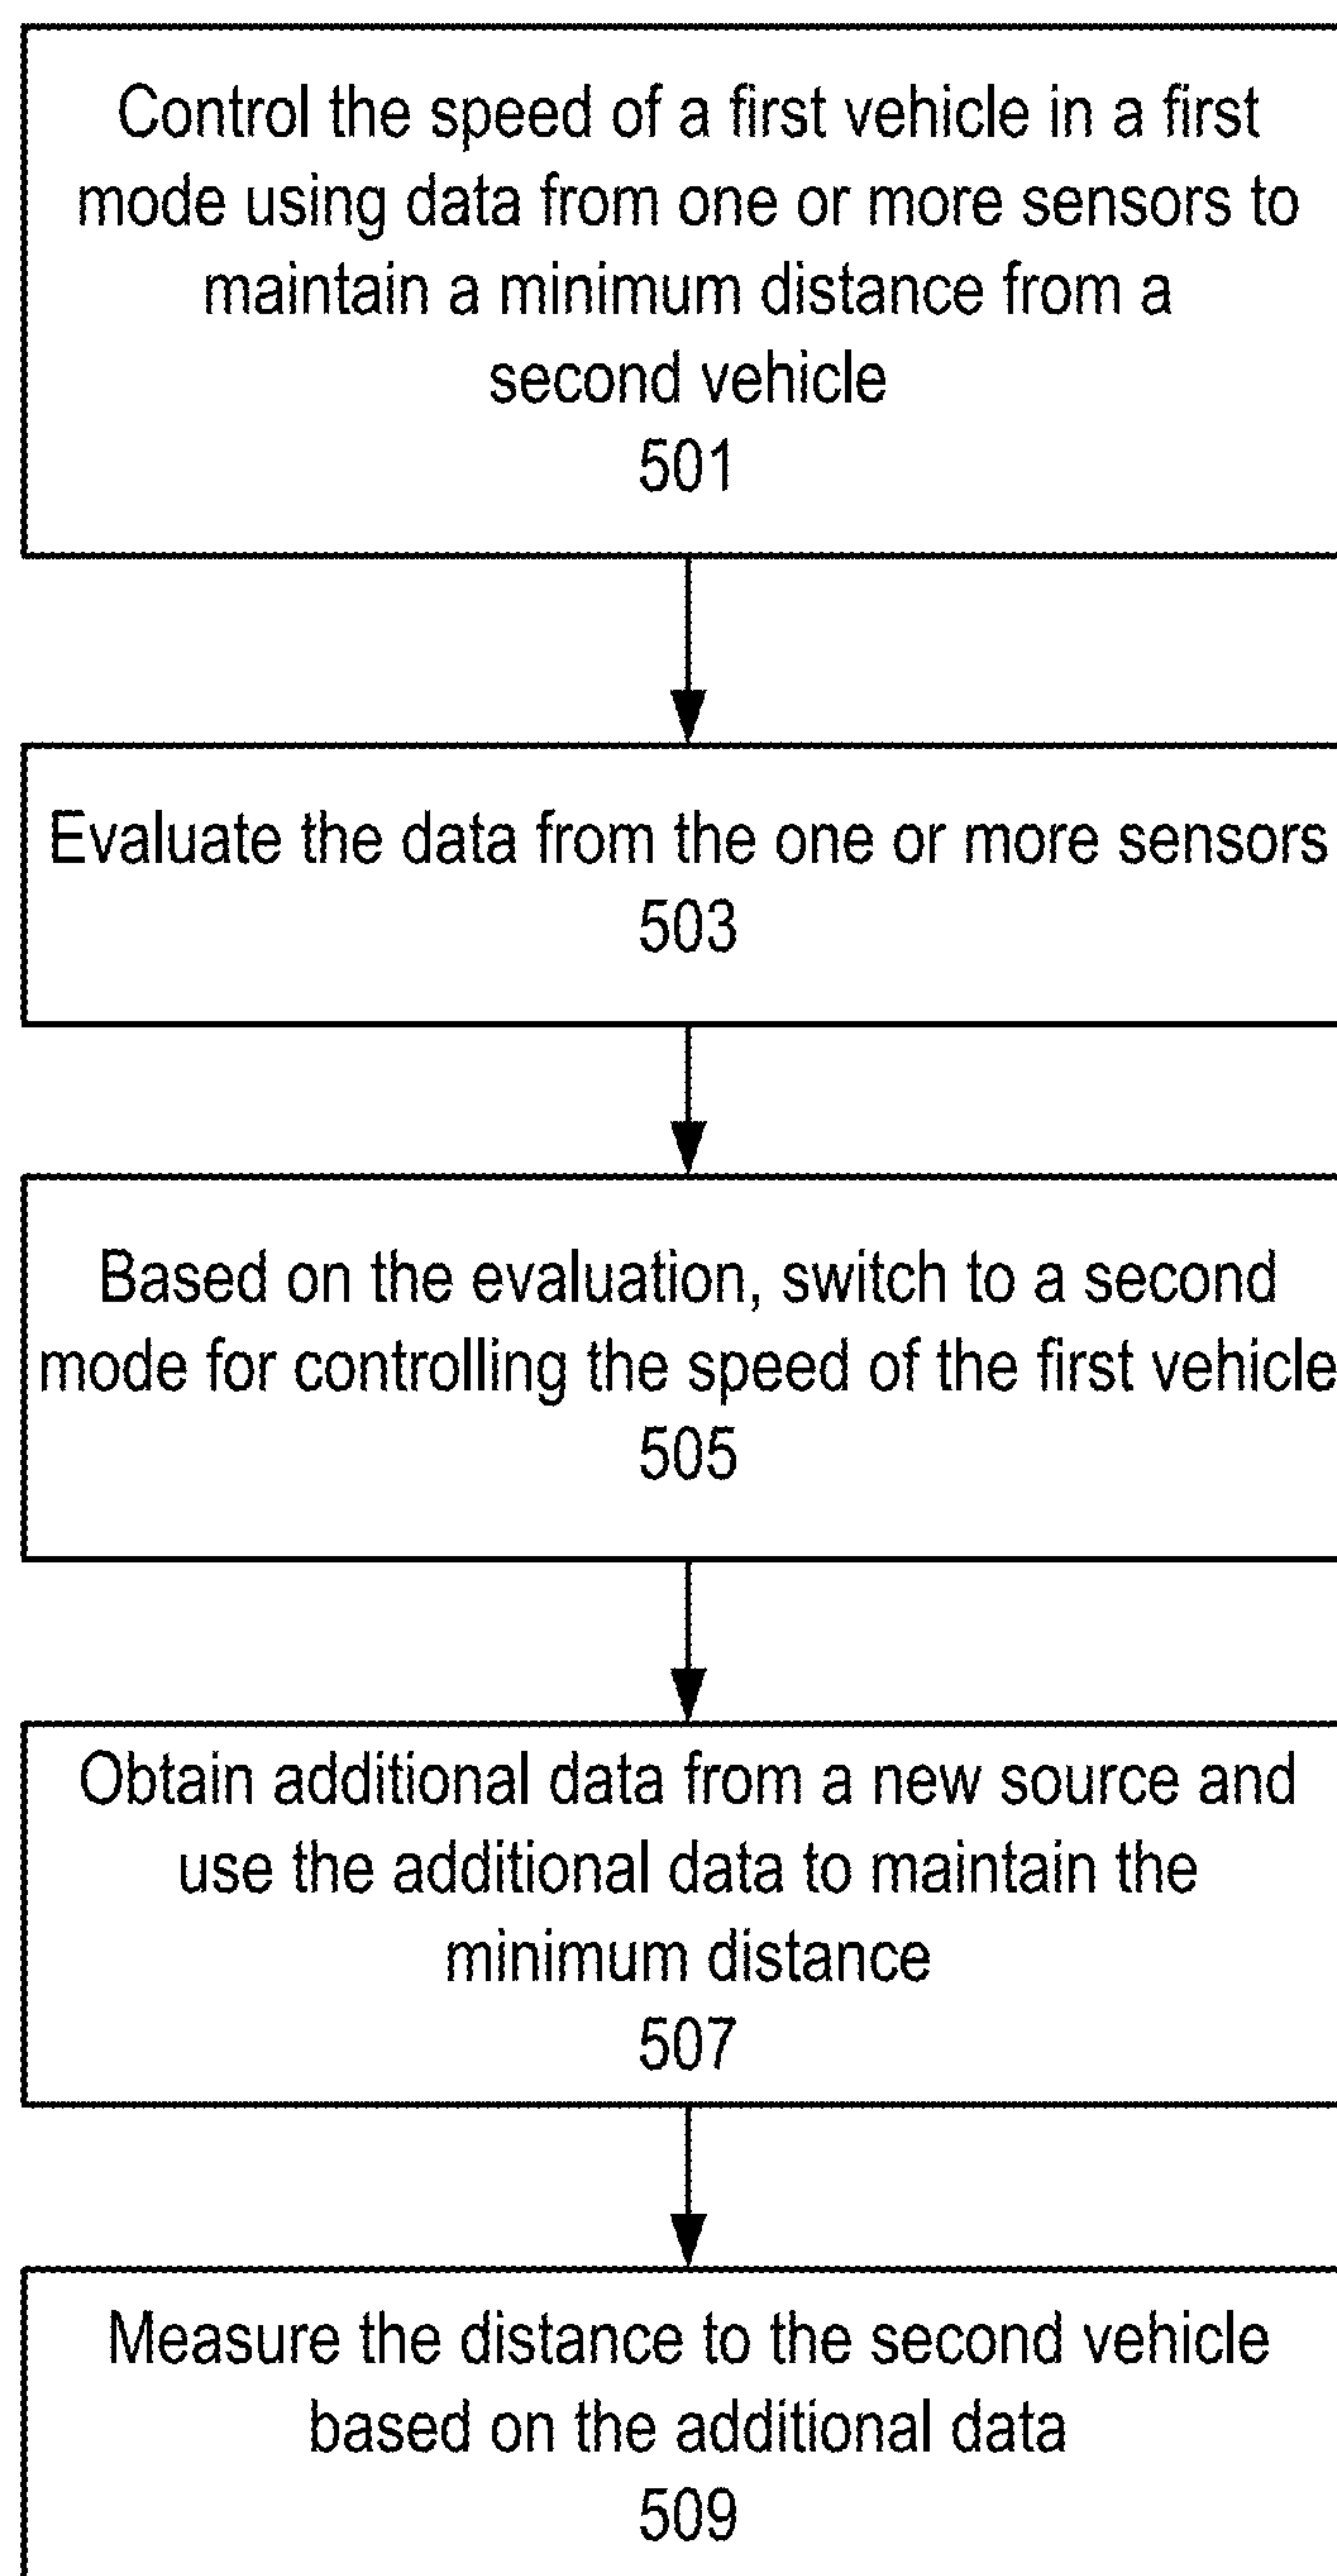 Control the speed of a first vehicle in a first
mode using data from one or more sensors to
maintain a minimum distance from a
second vehicle
501
Evaluate the data from the one or more sensors
503
Based on the evaluation, switch to a second
mode for controlling the speed of the first vehicle
505
Obtain additional data from a new source and
use the additional data to maintain the
minimum distance
507
Measure the distance to the second vehicle
based on the additional data
509